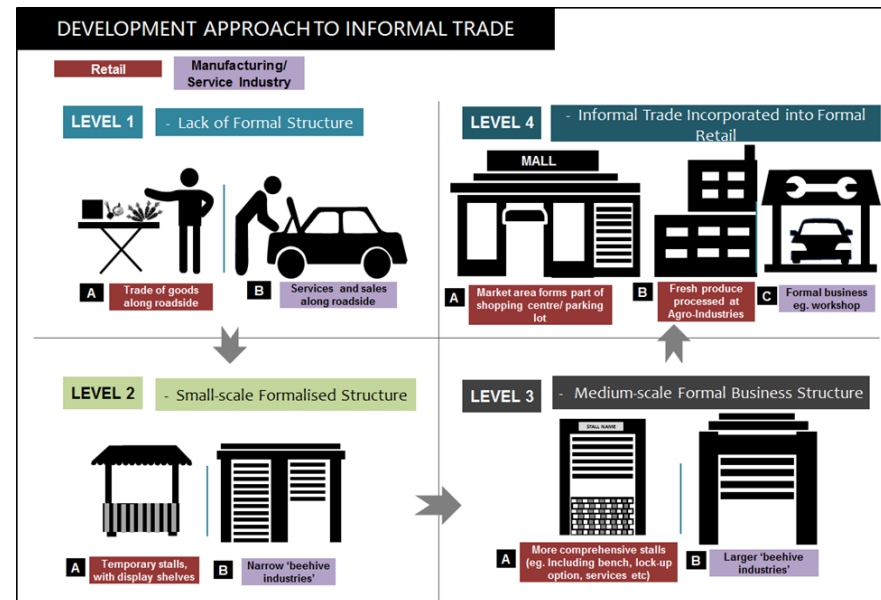 DEVELOPMENT APPROACH TO INFORMAL TRADE
Retail
Manufacturing/
Service Industry
LEVEL 1
- Lack of Formal Structure
A
Trade of goods
along roadside
B
Services and sales
along roadside
LEVEL 4
- Informal Trade Incorporated into Formal
Retail
MALL
A
Market area forms part of
shopping centre/ parking
lot
B
Fresh produce
processed at
Agro-Industries
C
Formal business
eg. workshop
LEVEL 2
- Small-scale Formalised Structure
A
Temporary stalls,
with display shelves
B
Narrow ‘beehive
industries’
LEVEL 3
- Medium-scale Formal Business Structure
STALL NAME
A
More comprehensive stalls
(eg. Including bench, lock-up
option, services etc)
B
Larger ‘beehive
industries’